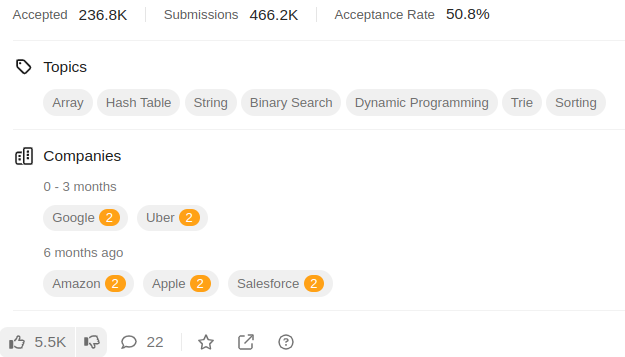 Accepted 236.8K Submissions 466.2K Acceptance Rate 50.8%
Topics
Array Hash Table String Binary Search Dynamic Programming Trie Sorting
Companies
0 - 3 months
Google 2 Uber 2
6 months ago
Amazon 2 Apple 2 Salesforce 2
5.5K 22